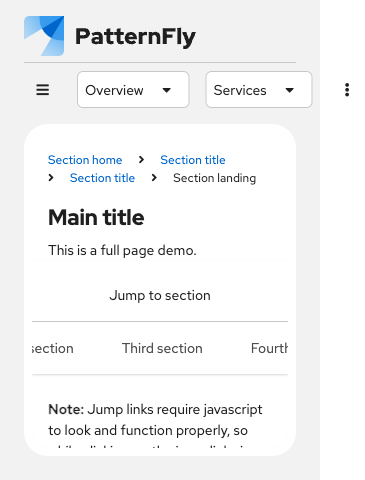 PatternFly
Overview Services
Section home Section title
Section title Section landing
Main title
This is a full page demo.
Jump to section
section Third section Fourth
Note: Jump links require javascript
to look and function properly, so